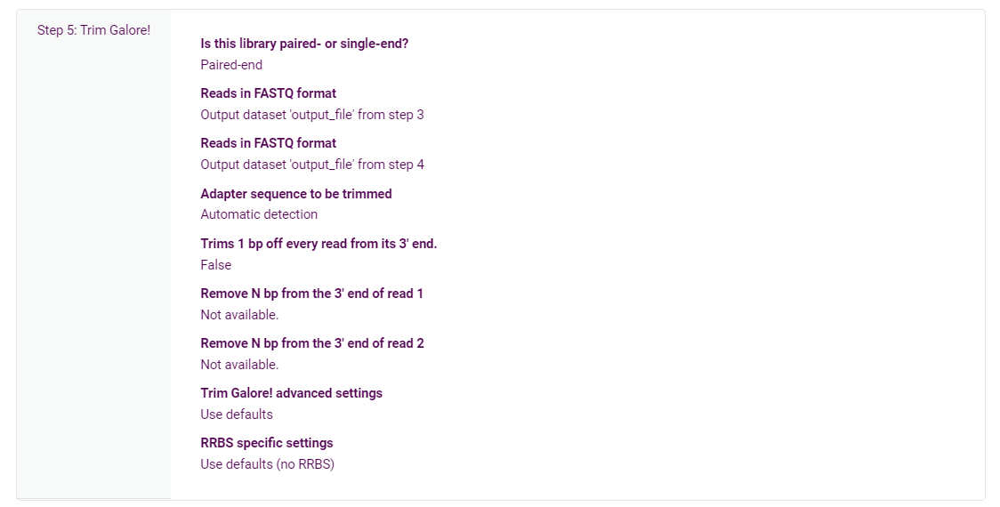 Step 5: Trim Galore!
Is this library paired- or single-end?
Paired-end
Reads in FASTQ format
Output dataset 'output_file' from step 3
Reads in FASTQ format
Output dataset 'output_file' from step 4
Adapter sequence to be trimmed
Automatic detection
Trims 1 bp off every read from its 3' end.
False
Remove N bp from the 3' end of read 1
Not available.
Remove N bp from the 3' end of read 2
Not available.
Trim Galore! advanced settings
Use defaults
RRBS specific settings
Use defaults (no RRBS)